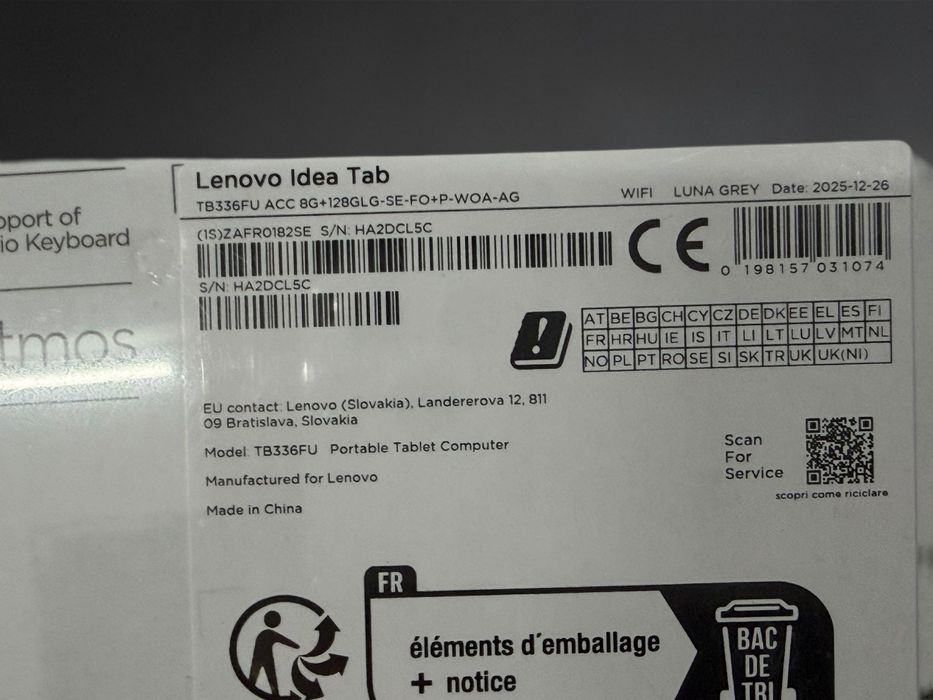 pport of
io Keyboard
tmos
Lenovo Idea Tab
TB336FU ACC 8G+128GLG-SE-FO+P-WOA-AG
WIFI LUNA GREY Date: 2025-12-26
(1S)ZAFR0182SE S/N: HA2DCL5C
S/N: HA2DCL5C
CE
0 198157 031074
!
AT BE BG CH CY CZ DE DK EE EL ES FI
FR HR HU IE IS IT LI LT LU LV MT NL
NO PL PT RO SE SI SK TR UK UK(NI)
EU contact: Lenovo (Slovakia), Landererova 12, 811
09 Bratislava, Slovakia
Model: TB336FU Portable Tablet Computer
Manufactured for Lenovo
Made in China
Scan
For
Service
scopri come riciclare
FR
éléments d'emballage
+ notice
BAC
DE
TRI